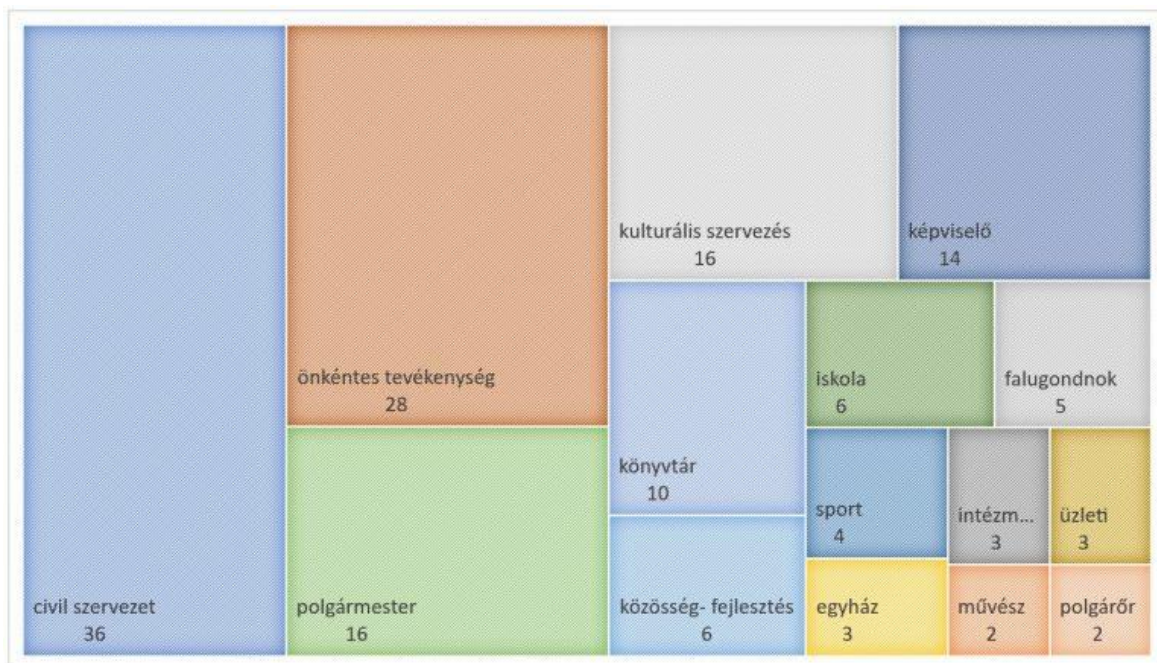 civil szervezet
36
önkéntes tevékenység
28
polgármester
16
kulturális szervezés
16
képviselő
14
könyvtár
10
közösség- fejlesztés
6
iskola
6
falugondnok
5
sport
4
intézm...
3
üzleti
3
egyház
3
művész
2
polgárőr
2